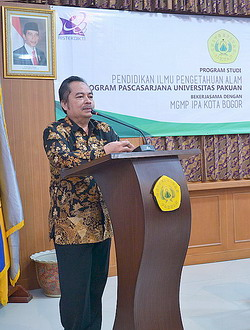 PROGRAM STUDI
PENDIDIKAN ILMU PENGETAHUAN ALAM
PROGRAM PASCASARJANA UNIVERSITAS PAKUAN
BEKERJASAMA DENGAN
MGMP IPA KOTA BOGOR